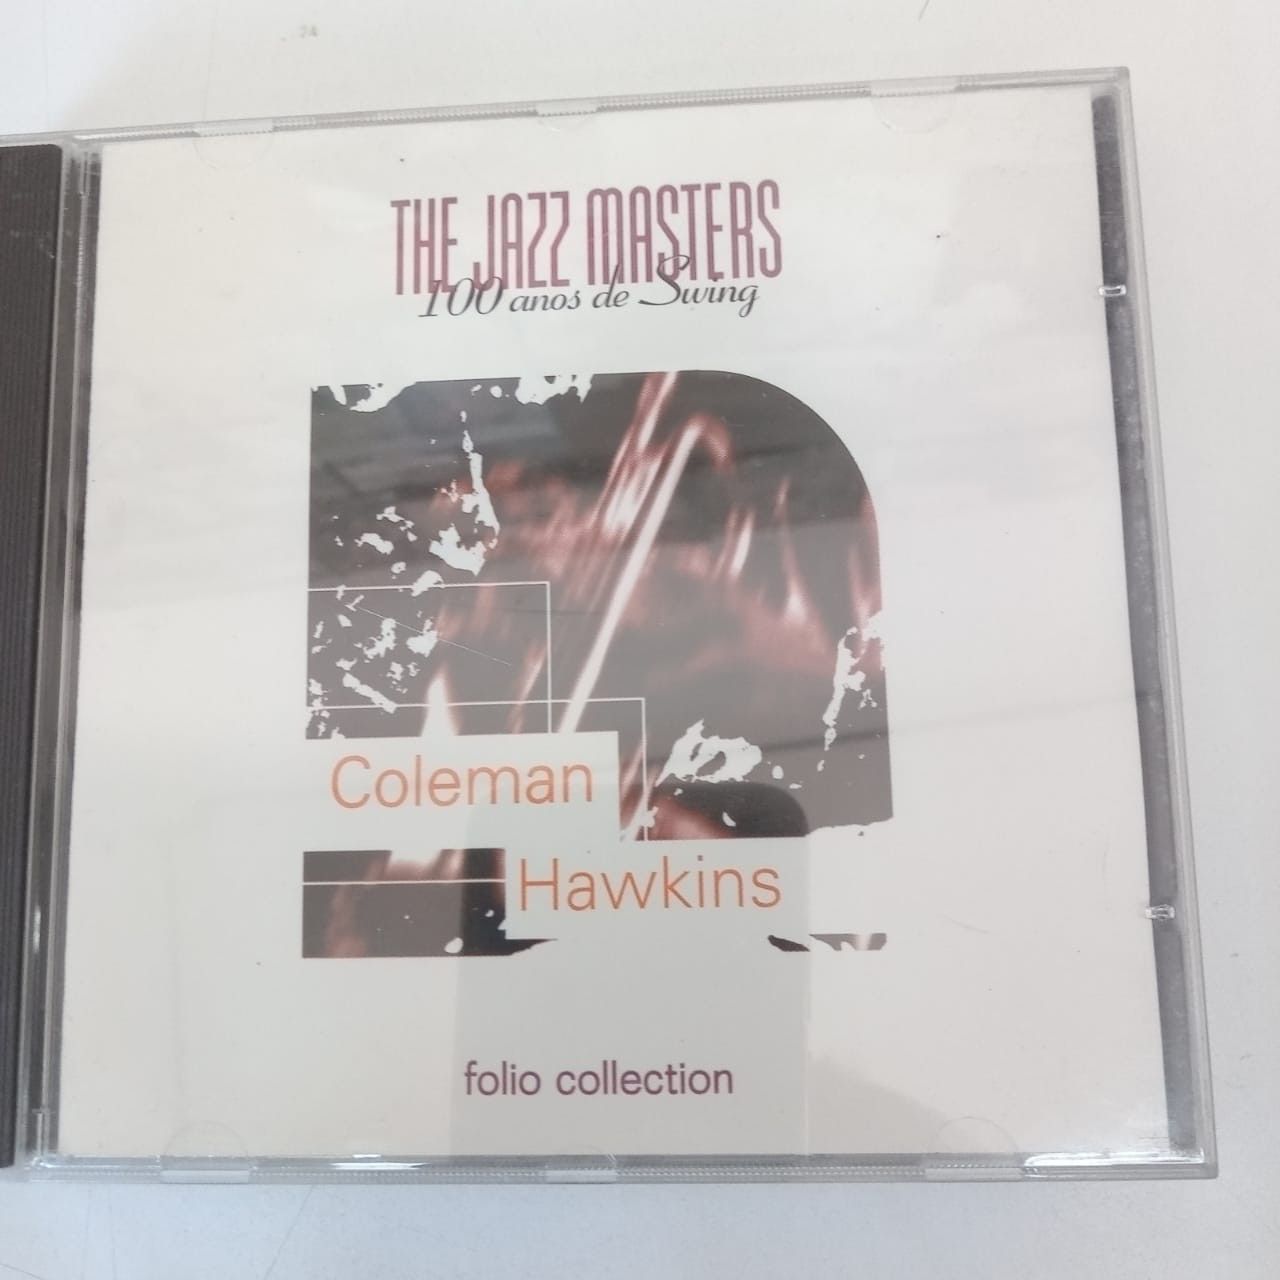 THE JAZZ MASTERS
100 anos de Swing
Coleman
Hawkins
folio collection